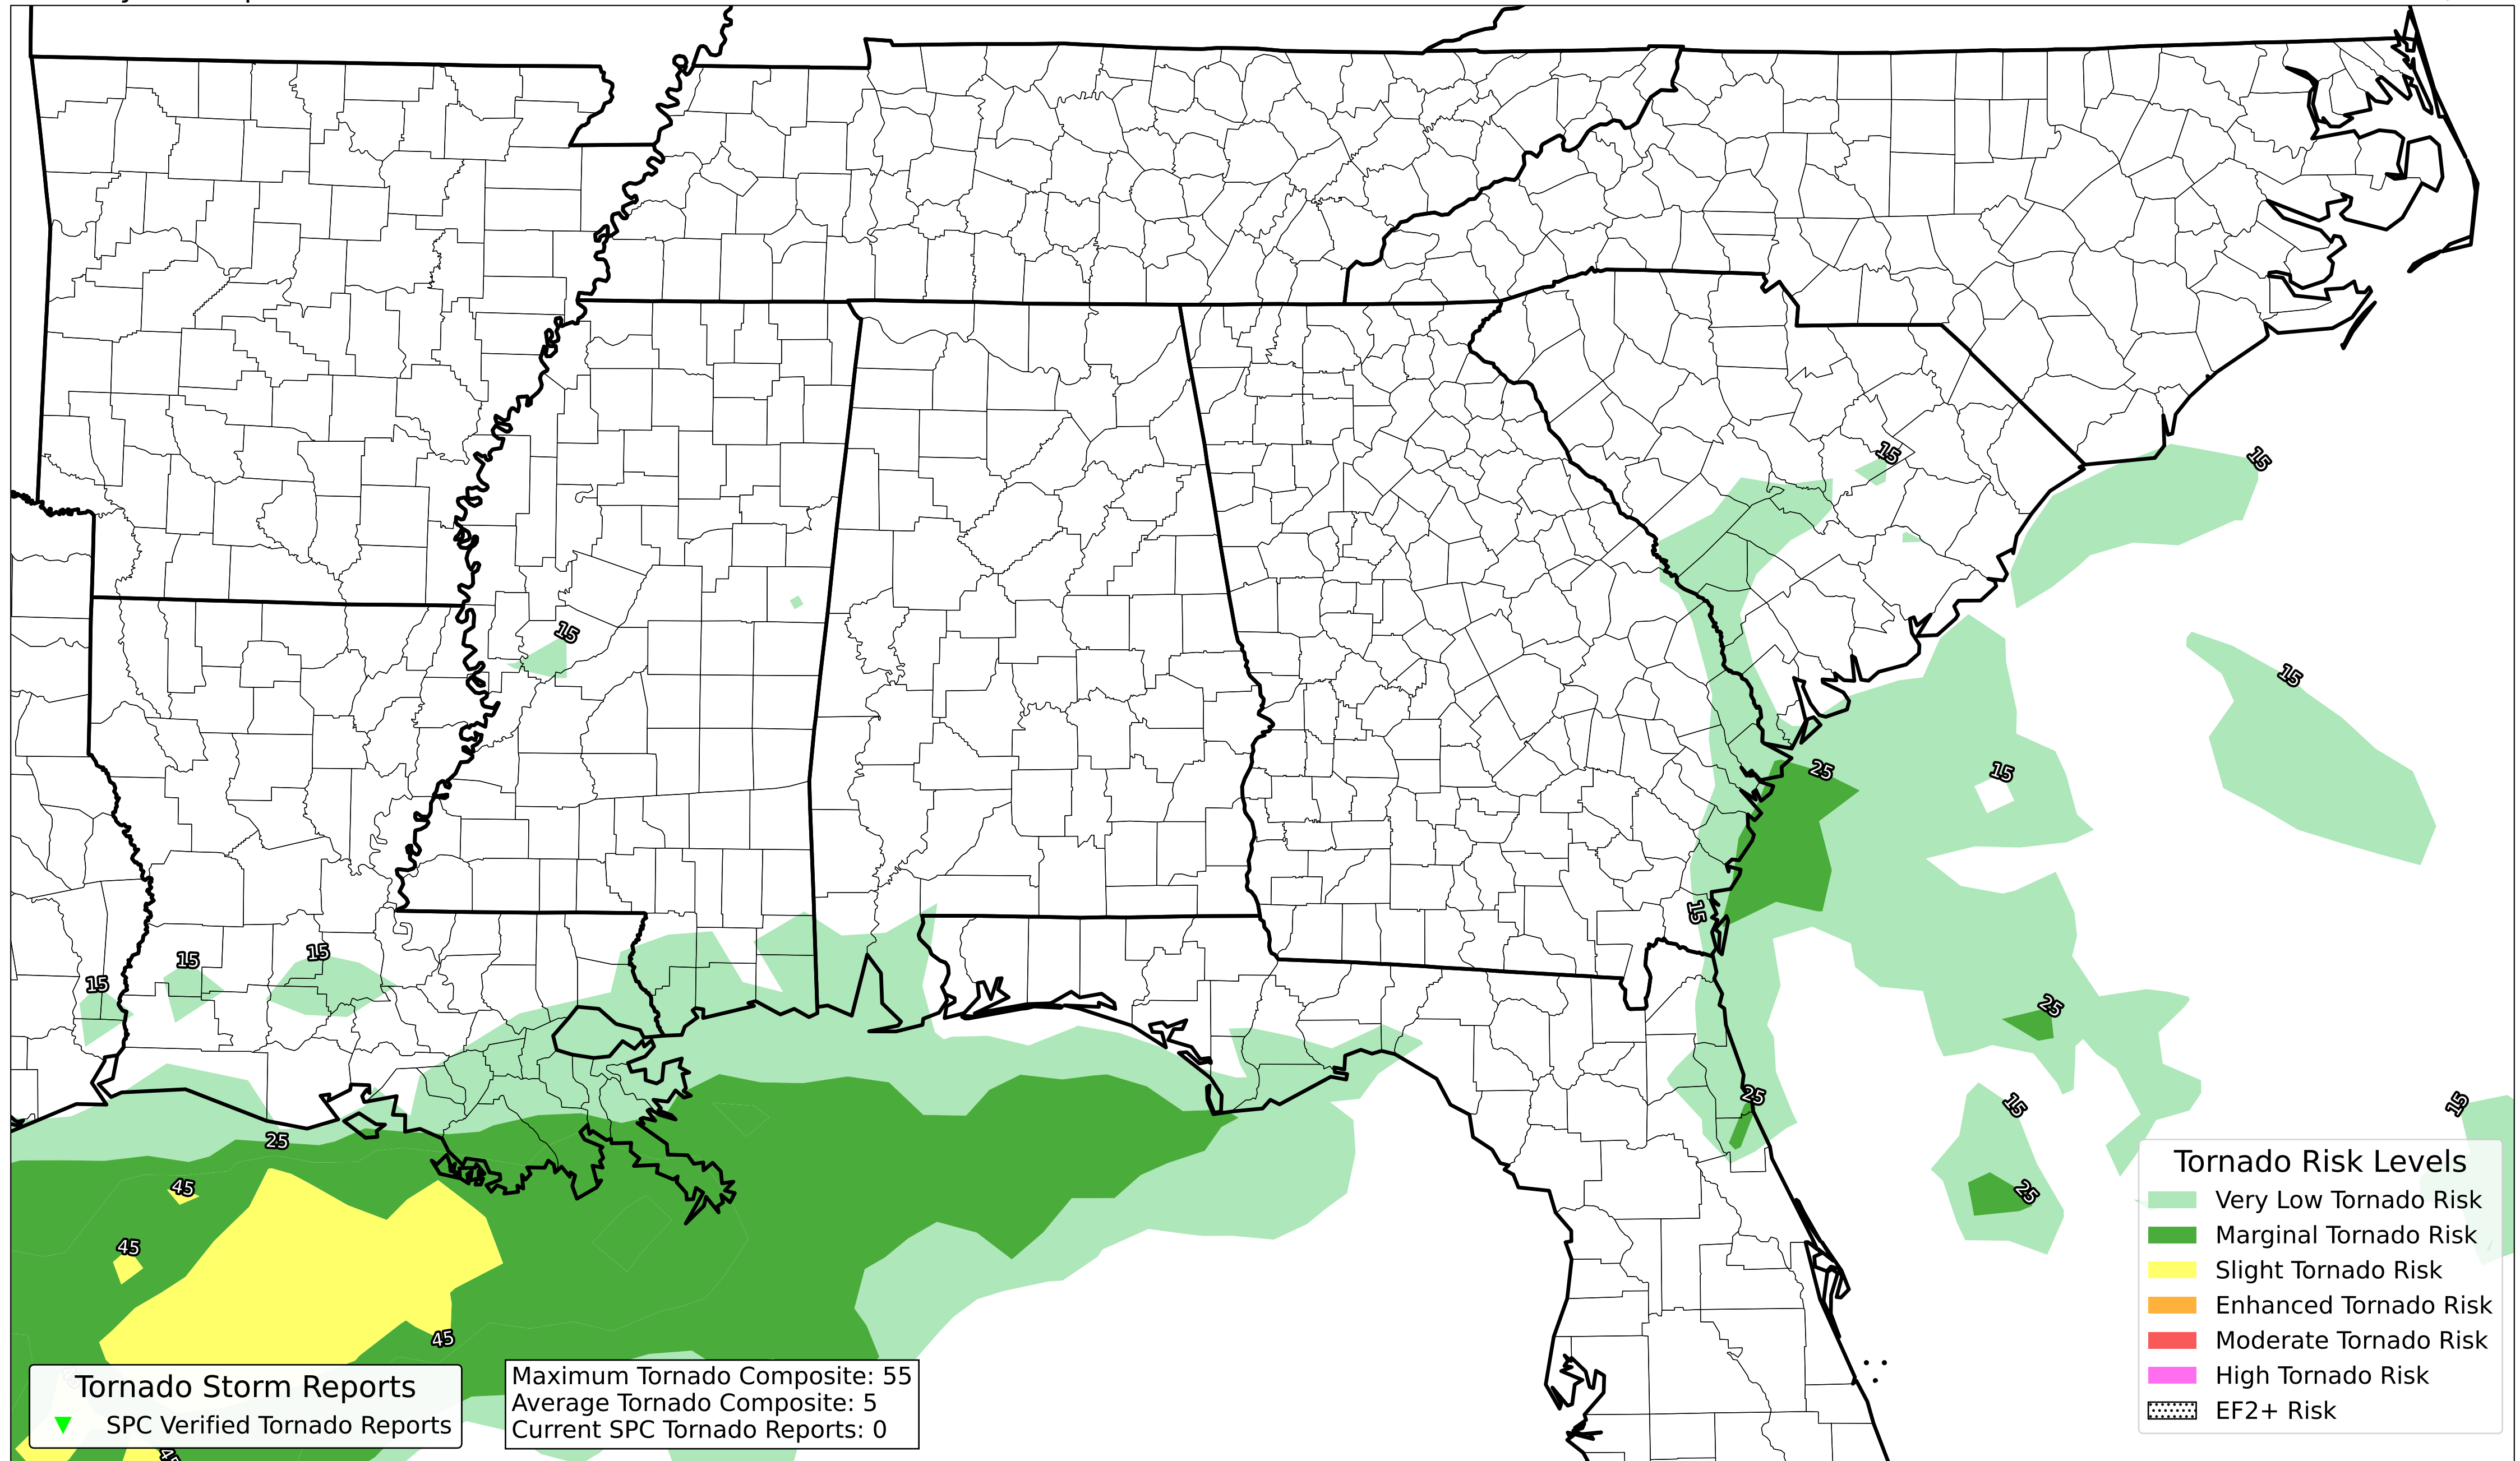 15
15
15
15
15
25
15
15
15
15
15
25
25
15
15
25
45
25
45
45
45
Tornado Risk Levels
Very Low Tornado Risk
Marginal Tornado Risk
Slight Tornado Risk
Enhanced Tornado Risk
Moderate Tornado Risk
High Tornado Risk
EF2+ Risk
Tornado Storm Reports
SPC Verified Tornado Reports
Maximum Tornado Composite: 55
Average Tornado Composite: 5
Current SPC Tornado Reports: 0